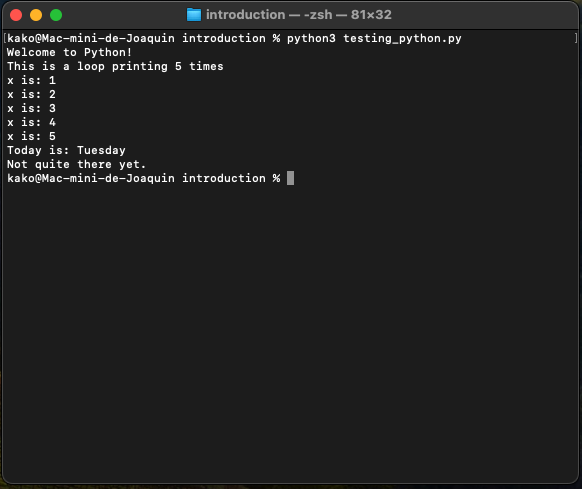 introduction — -zsh — 81×32
[kako@Mac-mini-de-Joaquin introduction % python3 testing_python.py ]
Welcome to Python!
This is a loop printing 5 times
x is: 1
x is: 2
x is: 3
x is: 4
x is: 5
Today is: Tuesday
Not quite there yet.
kako@Mac-mini-de-Joaquin introduction %